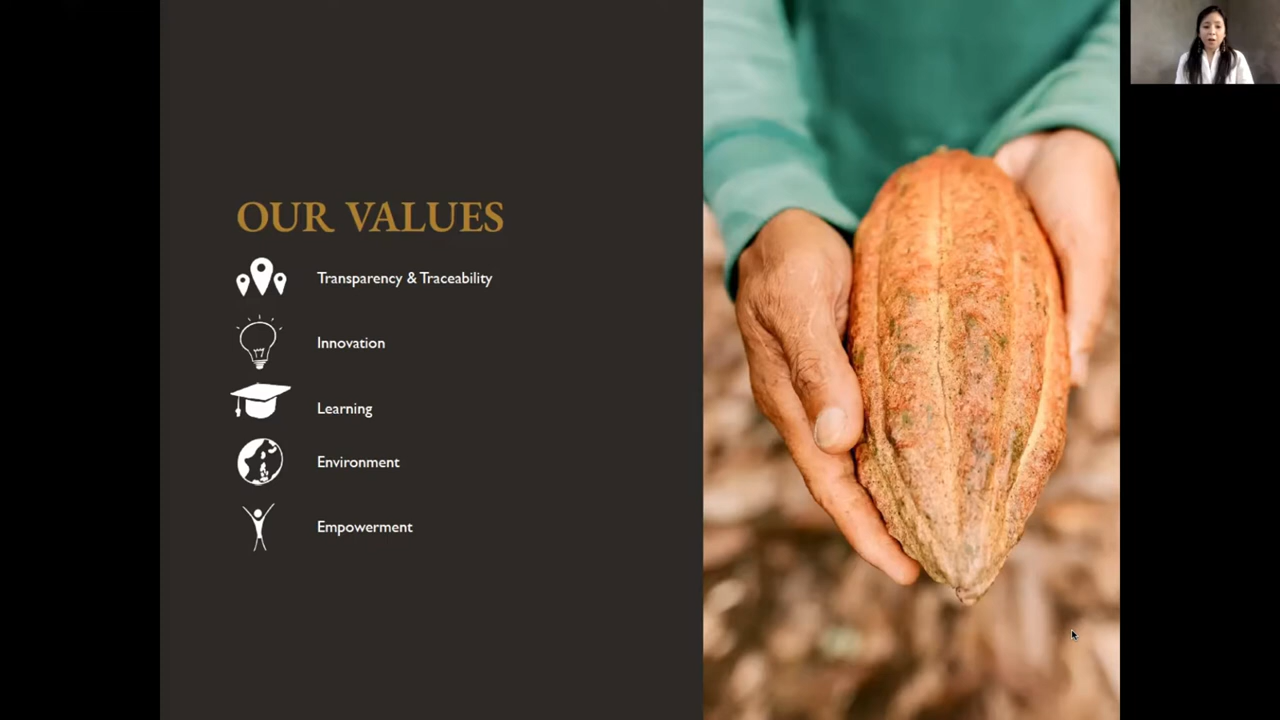 OUR VALUES
Transparency & Traceability
Innovation
Learning
Environment
Empowerment